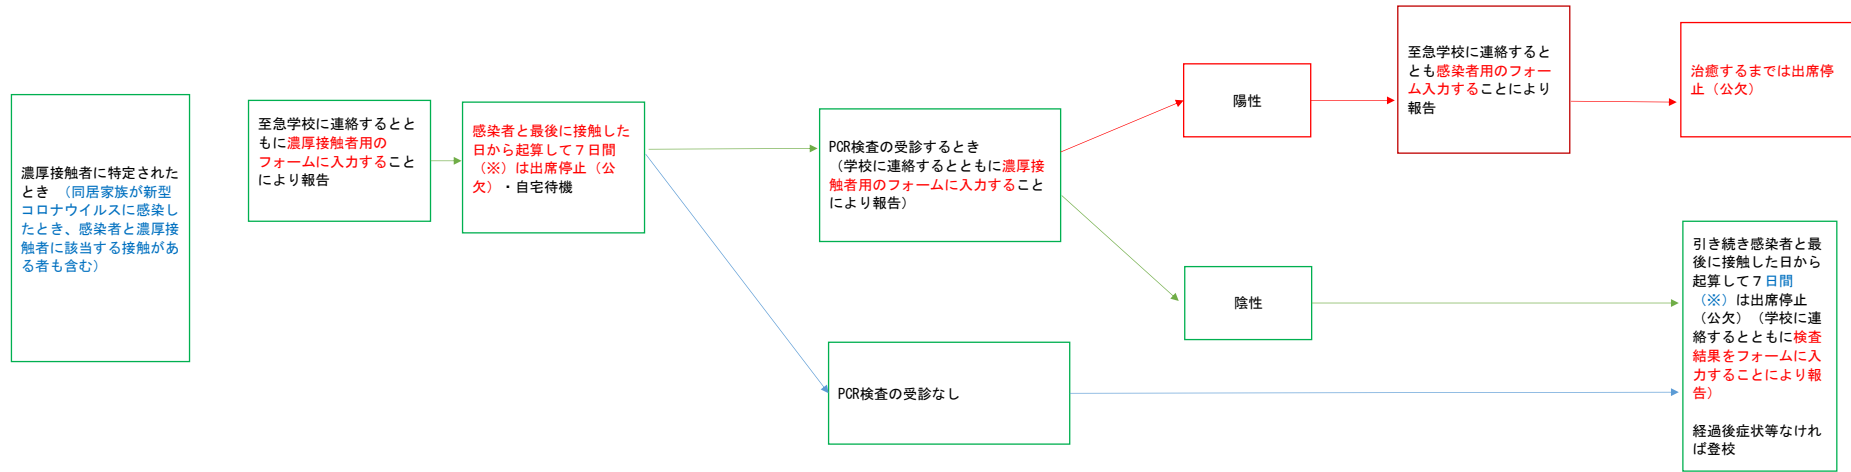 濃厚接触者に特定された
とき （同居家族が新型
コロナウイルスに感染し
たとき、感染者と濃厚接
触者に該当する接触があ
る者も含む）
至急学校に連絡するとと
もに濃厚接触者用の
フォームに入力すること
により報告
感染者と最後に接触した
日から起算して７日間
（※）は出席停止（公
欠）・自宅待機
PCR検査の受診するとき
（学校に連絡するとともに濃厚接
触者用のフォームに入力すること
により報告）
陽性
至急学校に連絡すると
とも感染者用のフォー
ム入力することにより
報告
治癒するまでは出席停
止（公欠）
陰性
PCR検査の受診なし
引き続き感染者と最
後に接触した日から
起算して７日間
（※）は出席停止
（公欠）（学校に連
絡するとともに検査
結果をフォームに入
力することにより報
告）
経過後症状等なけれ
ば登校